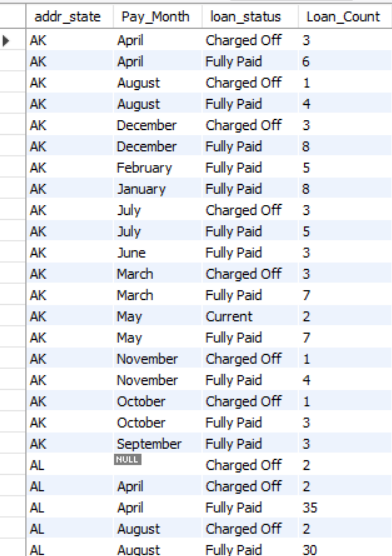 addr_state Pay_Month loan_status Loan_Count
AK April Charged Off 3
AK April Fully Paid 6
AK August Charged Off 1
AK August Fully Paid 4
AK December Charged Off 3
AK December Fully Paid 8
AK February Fully Paid 5
AK January Fully Paid 8
AK July Charged Off 3
AK July Fully Paid 5
AK June Fully Paid 3
AK March Charged Off 3
AK March Fully Paid 7
AK May Current 2
AK May Fully Paid 7
AK November Charged Off 1
AK November Fully Paid 4
AK October Charged Off 1
AK October Fully Paid 3
AK September Fully Paid 3
AL NULL Charged Off 2
AL April Charged Off 2
AL April Fully Paid 35
AL August Charged Off 2
AL August Fully Paid 30